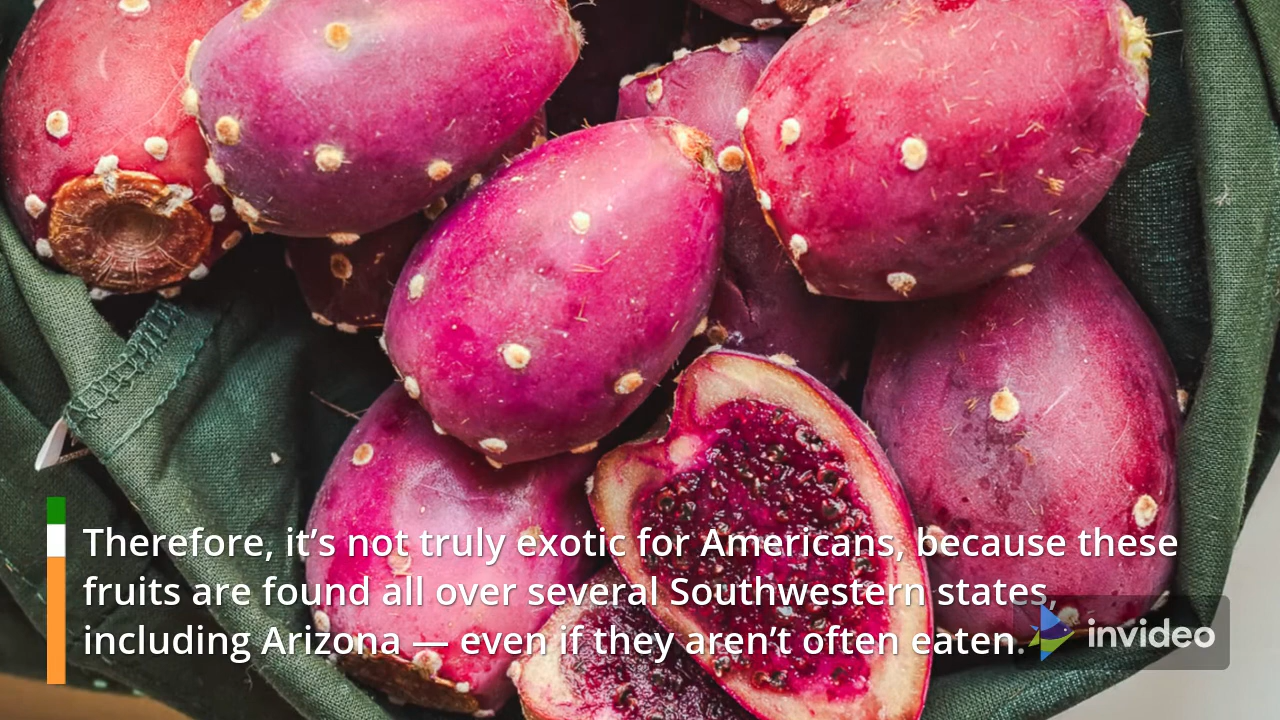 Therefore, it’s not truly exotic for Americans, because these
fruits are found all over several Southwestern states,
including Arizona — even if they aren’t often eaten.
invideo